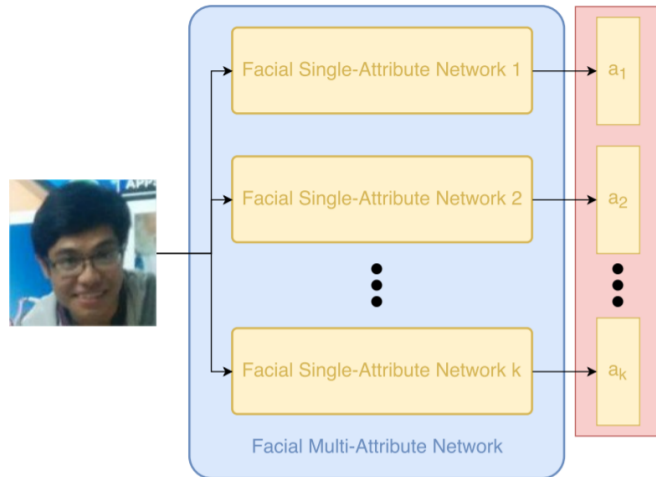 Facial Single-Attribute Network 1
a1
APPS
Facial Single-Attribute Network 2
a2
Facial Single-Attribute Network k
ak
Facial Multi-Attribute Network